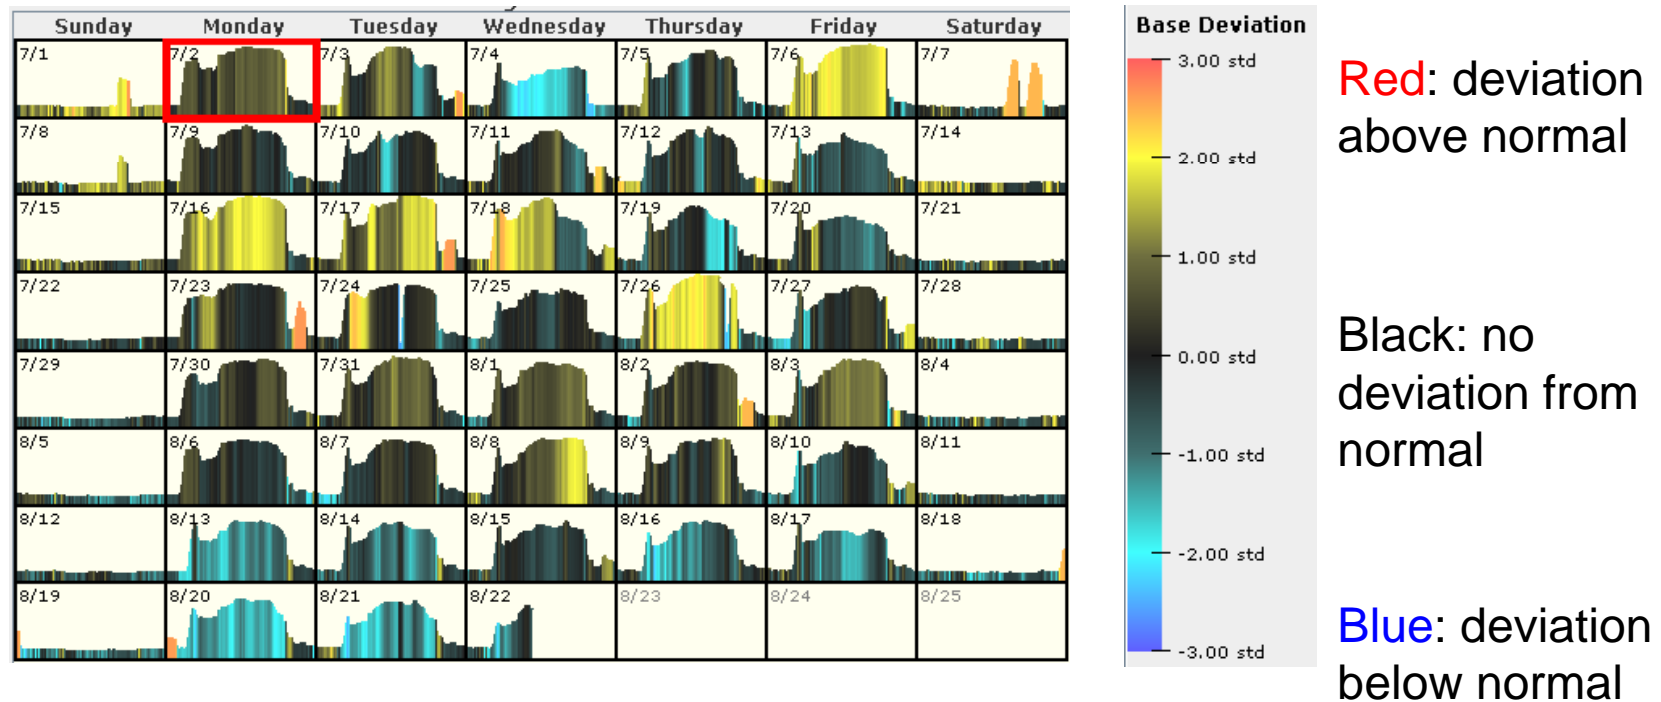 Sunday Monday Tuesday Wednesday Thursday Friday Saturday
7/1 7/2 7/3 7/4 7/5 7/6 7/7
7/8 7/9 7/10 7/11 7/12 7/13 7/14
7/15 7/16 7/17 7/18 7/19 7/20 7/21
7/22 7/23 7/24 7/25 7/26 7/27 7/28
7/29 7/30 7/31 8/1 8/2 8/3 8/4
8/5 8/6 8/7 8/8 8/9 8/10 8/11
8/12 8/13 8/14 8/15 8/16 8/17 8/18
8/19 8/20 8/21 8/22 8/23 8/24 8/25
Base Deviation
3.00 std
2.00 std
1.00 std
0.00 std
-1.00 std
-2.00 std
-3.00 std
Red: deviation
above normal
Black: no
deviation from
normal
Blue: deviation
below normal